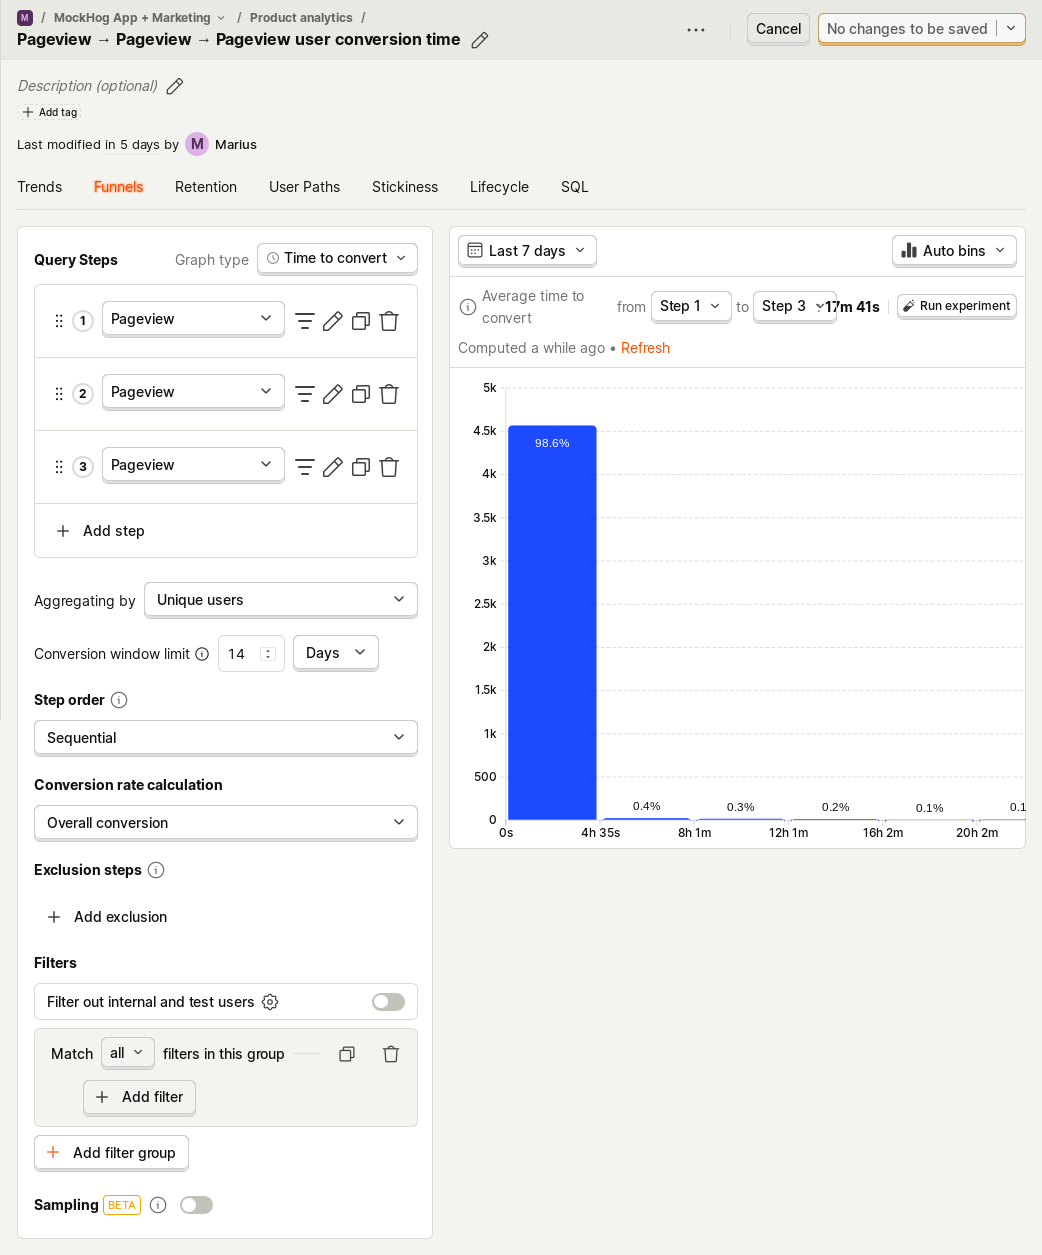 M / MockHog App + Marketing / Product analytics /
Pageview → Pageview → Pageview user conversion time
Cancel
No changes to be saved
Description (optional)
Add tag
Last modified in 5 days by M Marius
Trends Funnels Retention User Paths Stickiness Lifecycle SQL
Query Steps Graph type Time to convert
1 Pageview
2 Pageview
3 Pageview
Add step
Aggregating by Unique users
Conversion window limit 14 Days
Step order
Sequential
Conversion rate calculation
Overall conversion
Exclusion steps
Add exclusion
Filters
Filter out internal and test users
Match all filters in this group
Add filter
Add filter group
Sampling BETA
Last 7 days Auto bins
Average time to
convert
from Step 1 to Step 3 17m 41s Run experiment
Computed a while ago • Refresh
5k
4.5k
98.6%
4k
3.5k
3k
2.5k
2k
1.5k
1k
500
0.4% 0.3% 0.2% 0.1% 0.1
0
0s 4h 35s 8h 1m 12h 1m 16h 2m 20h 2m